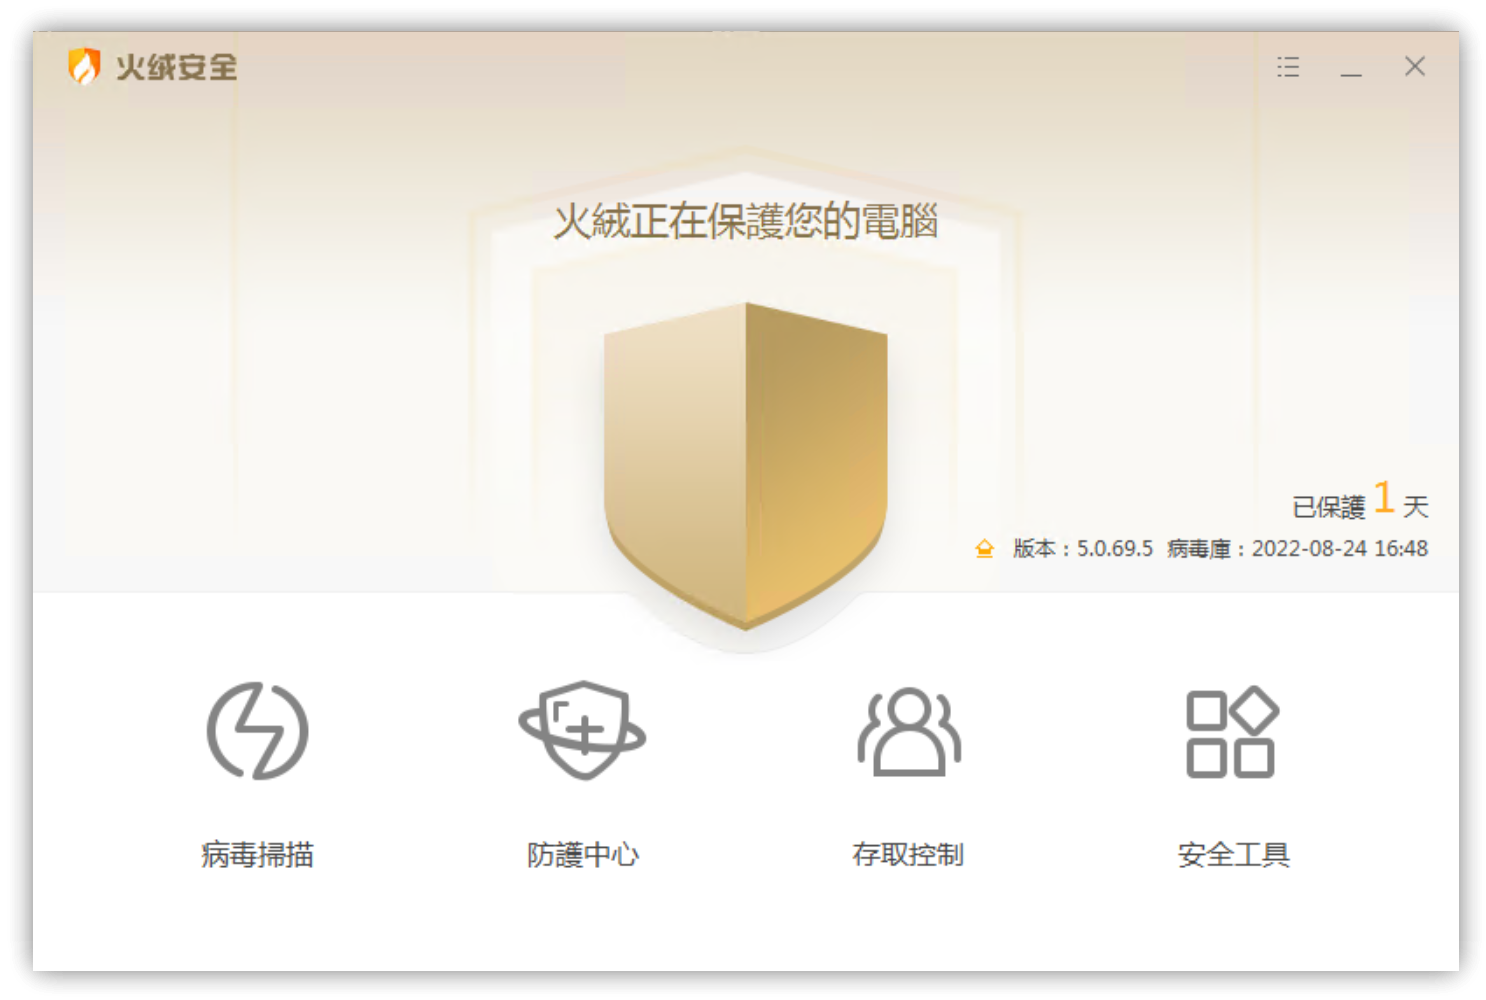 火绒安全
火絨正在保護您的電腦
已保護 1 天
版本：5.0.69.5 病毒庫：2022-08-24 16:48
病毒掃描
防護中心
存取控制
安全工具